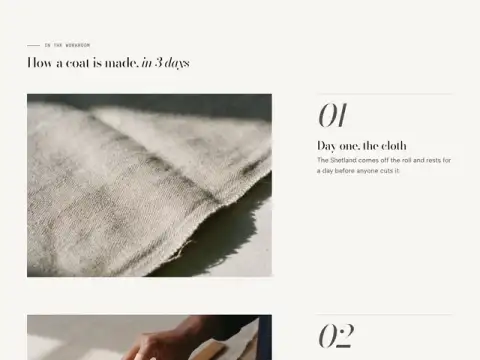 IN THE WORKROOM
How a coat is made, in 3 days
01
Day one, the cloth
The Shetland comes off the roll and rests for
a day before anyone cuts it.
02